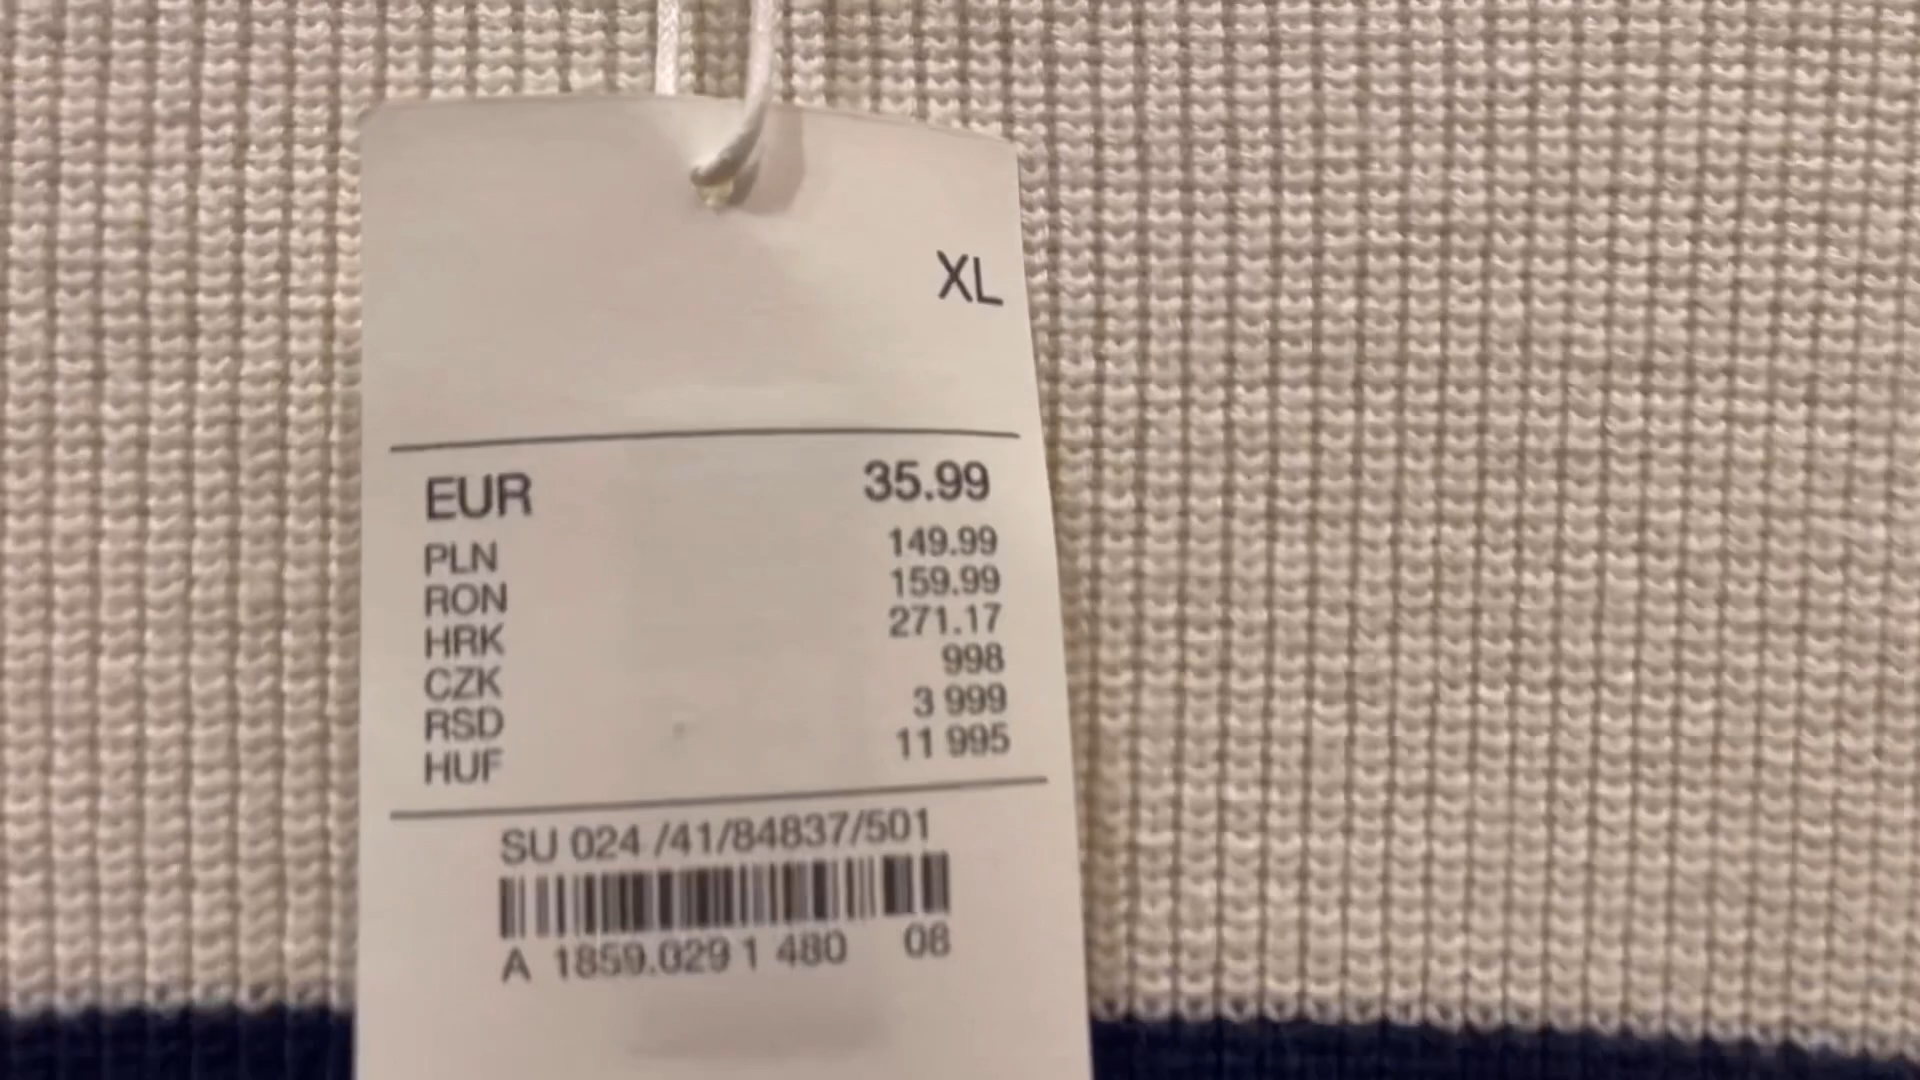 XL
EUR 35.99
PLN 149.99
RON 159.99
HRK 271.17
CZK 998
RSD 3 999
HUF 11 995
SU 024 /41/84837/501
A 1859.029 1 480 08